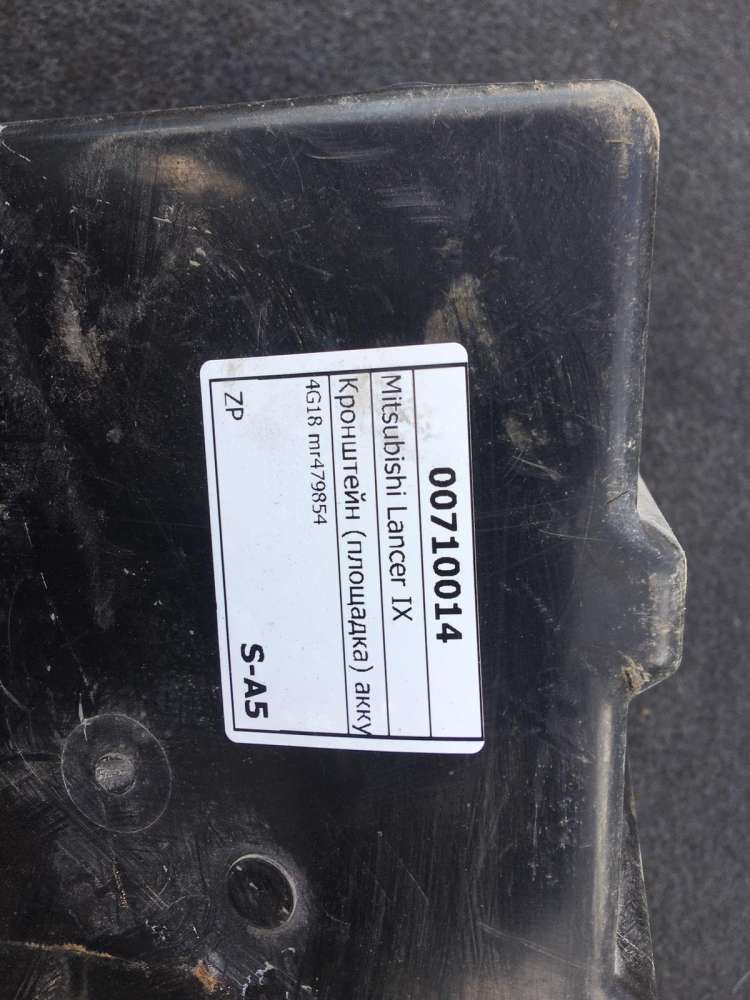 00710014
Mitsubishi Lancer IX
Кронштейн (площадка) акку
4G18 mr479854
ZP
S-A5